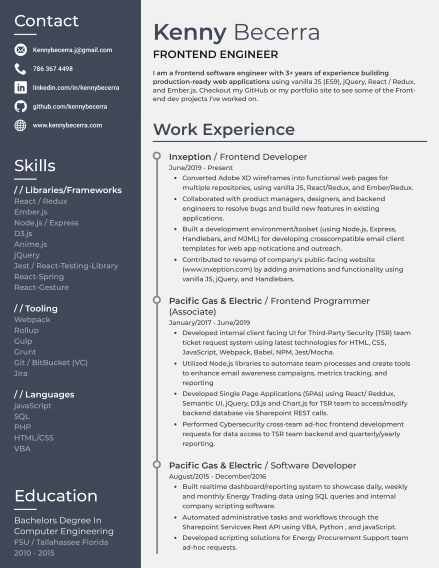 Contact
Kennybecerra.j@gmail.com
786 367 4498
linkedin.com/in/kennybecerra
github.com/kennybecerra
www.kennybecerra.com
Skills
// Libraries/Frameworks
React / Redux
Ember.js
Node.js / Express
D3.js
Anime.js
jQuery
Jest / React-Testing-Library
React-Spring
React-Gesture
// Tooling
Webpack
Rollup
Gulp
Grunt
Git / BitBucket (VC)
Jira
// Languages
JavaScript
SQL
PHP
HTML/CSS
VBA
Education
Bachelors Degree In
Computer Engineering
FSU / Tallahassee Florida
2010 - 2015
Kenny Becerra
FRONTEND ENGINEER
I am a frontend software engineer with 3+ years of experience building
production-ready web applications using vanilla JS (ES9), jQuery, React / Redux,
and Ember.js. Checkout my GitHub or my portfolio site to see some of the Front-
end dev projects I've worked on.
Work Experience
Inxeption / Frontend Developer
June/2019 - Present
• Converted Adobe XD wireframes into functional web pages for
multiple repositories, using vanilla JS, React/Redux, and Ember/Redux.
• Collaborated with product managers, designers, and backend
engineers to resolve bugs and build new features in existing
applications.
• Built a development environment/toolset (using Node.js, Express,
Handlebars, and MJML) for developing crosscompatible email client
templates for web app notications and outreach.
• Contributed to revamp of company's public-facing website
(www.inxeption.com) by adding animations and functionality using
vanilla JS, jQuery, and Handlebars.
Pacific Gas & Electric / Frontend Programmer
(Associate)
January/2017 - June/2019
• Developed internal client facing UI for Third-Party Security (TSR) team
ticket request system using latest technologies for HTML, CSS,
JavaScript, Webpack, Babel, NPM, Jest/Mocha.
• Utilized Node.js libraries to automate team processes and create tools
to enhance email awareness campaigns, metrics tracking, and
reporting
• Developed Single Page Applications (SPAs) using React/ Reddux,
Semantic UI, jQuery, D3.js and Chart.js for TSR team to access/modify
backend database via Sharepoint REST calls.
• Performed Cybersecurity cross-team ad-hoc frontend development
requests for data access to TSR team backend and quarterly/yearly
reporting.
Pacific Gas & Electric / Software Developer
August/2015 - December/2016
• Built realtime dashboard/reporting system to showcase daily, weekly
and monthly Energy Trading data using SQL queries and internal
company scripting software.
• Automated administrative tasks and workflows through the
Sharepoint Servicves Rest API using VBA, Python , and javaScript.
• Developed scripting solutions for Energy Procurement Support team
ad-hoc requests.